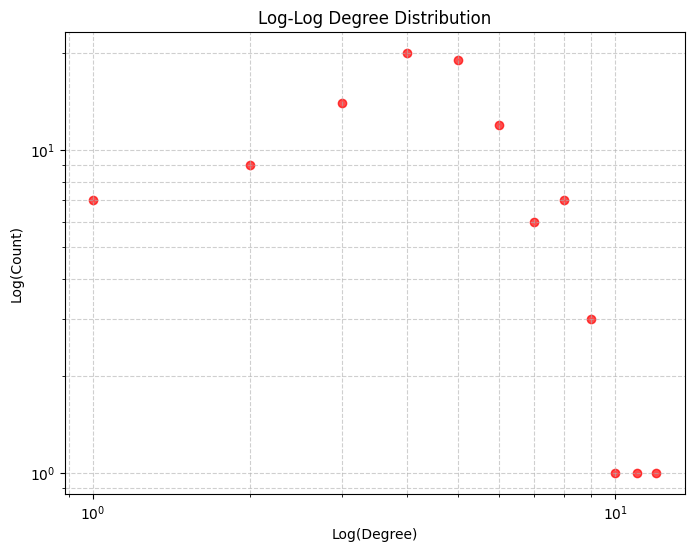 Log-Log Degree Distribution
Log(Count)
10¹
10⁰
10⁰
10¹
Log(Degree)